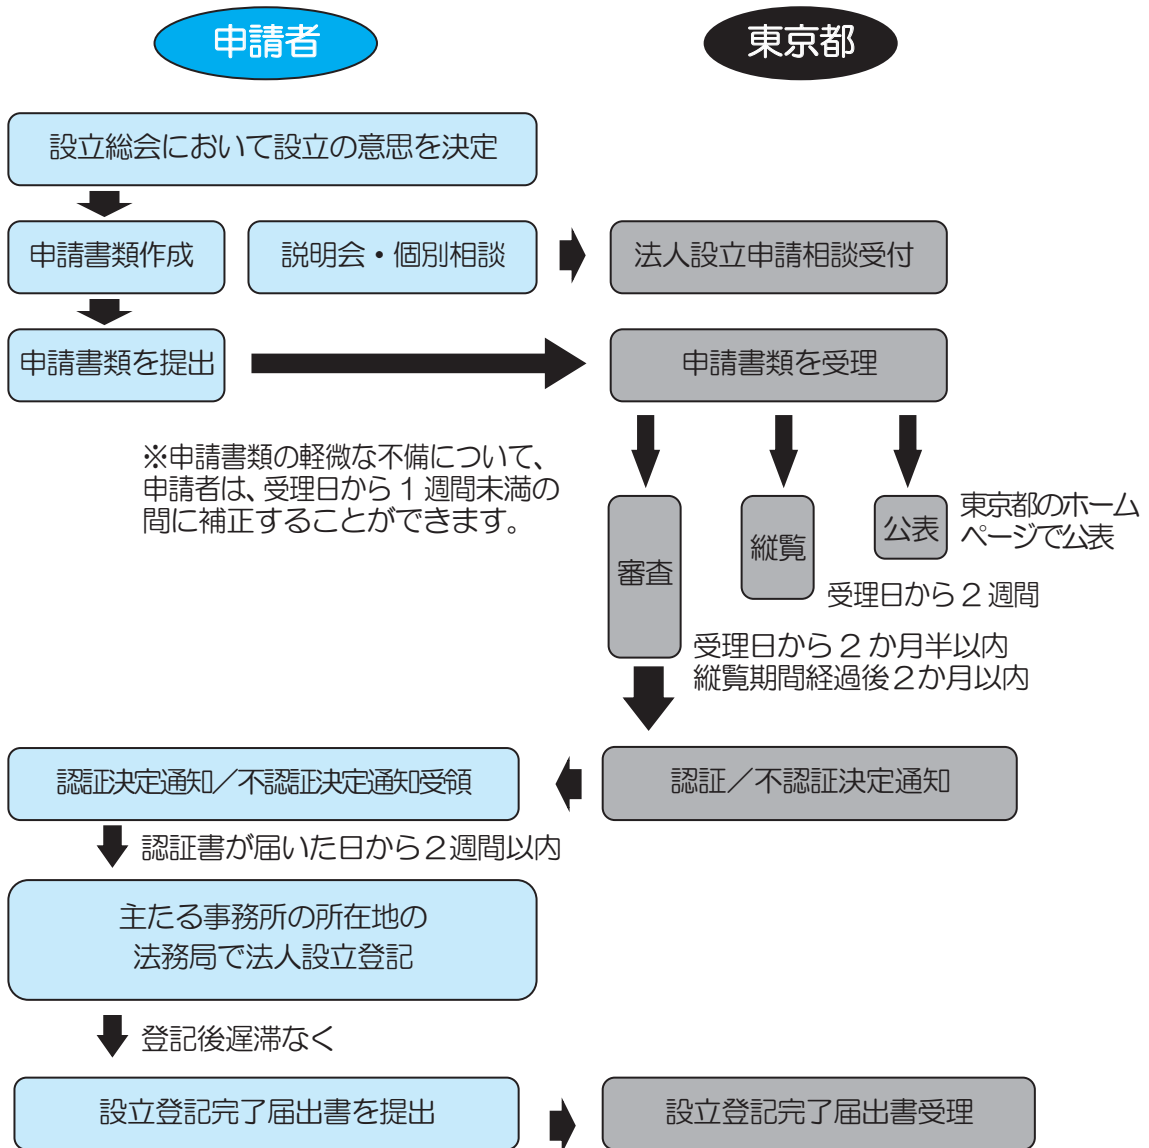 申請者
東京都
設立総会において設立の意思を決定
申請書類作成
説明会・個別相談
法人設立申請相談受付
申請書類を提出
申請書類を受理
※申請書類の軽微な不備について、
申請者は、受理日から1週間未満の
間に補正することができます。
審査
縦覧
公表
東京都のホーム
ページで公表
受理日から2週間
受理日から2か月半以内
縦覧期間経過後2か月以内
認証決定通知／不認証決定通知受領
認証／不認証決定通知
認証書が届いた日から2週間以内
主たる事務所の所在地の
法務局で法人設立登記
登記後遅滞なく
設立登記完了届出書を提出
設立登記完了届出書受理